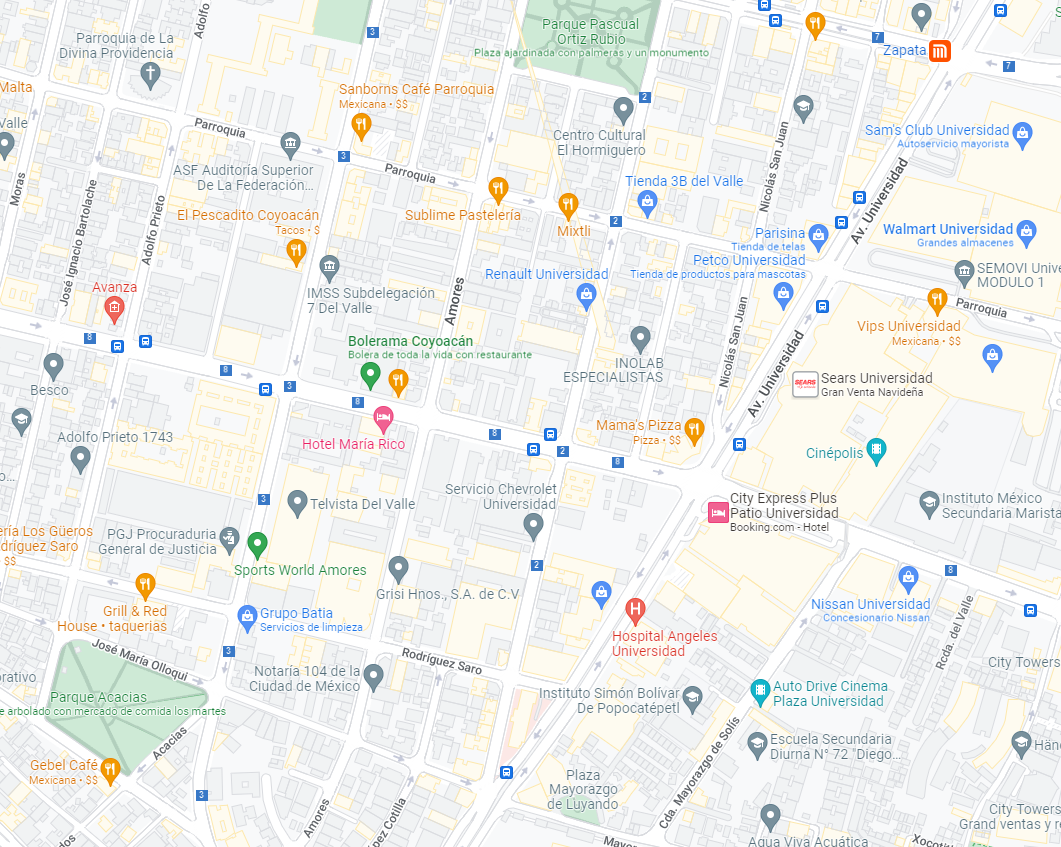 Adolfo
3
Parque Pascual
Ortiz Rubio
Plaza ajardinada con palmeras y un monumento
7
Zapata
7
Parroquia de La
Divina Providencia
Malta
Sanborns Café Parroquia
Mexicana • $$
2
Valle
Parroquia
Centro Cultural
El Hormiguero
Sam's Club Universidad
Autoservicio mayorista
3
ASF Auditoría Superior
De La Federación...
Parroquia
Nicolás San Juan
Moras
José Ignacio Bartolache
Adolfo Prieto
Tienda 3B del Valle
Av. Universidad
El Pescadito Coyoacán
Tacos • $
Sublime Pastelería
Mixtli
2
Parisina
Tienda de telas
Walmart Universidad
Grandes almacenes
Petco Universidad
Tienda de productos para mascotas
Renault Universidad
SEMOVI Unive
MODULO 1
Avanza
IMSS Subdelegación
7 Del Valle
Amores
Parroquia
Vips Universidad
Mexicana • $$
8
Bolerama Coyoacán
Bolera de toda la vida con restaurante
Nicolás San Juan
Av. Universidad
INOLAB
ESPECIALISTAS
8
3
Besco
8
Sears Universidad
Gran Venta Navideña
SEARS
Adolfo Prieto 1743
Hotel María Rico
8
Mama's Pizza
Pizza • $$
2
8
Cinépolis
o...
3
Telvista Del Valle
Servicio Chevrolet
Universidad
City Express Plus
Patio Universidad
Booking.com - Hotel
Instituto México
Secundaria Marista
ería Los Güeros
dríguez Saro
$$
PGJ Procuraduria
General de Justicia
Sports World Amores
2
8
Grisi Hnos., S.A. de C.V
Grill & Red
House • taquerias
Grupo Batia
Servicios de limpieza
Nissan Universidad
Concesionario Nissan
H
Hospital Angeles
Universidad
Rcda. del Valle
3
José María Olloqui
Rodríguez Saro
orativo
Notaría 104 de la
Ciudad de México
City Towers
Parque Acacias
e arbolado con mercado de comida los martes
Instituto Simón Bolívar
De Popocatépetl
Auto Drive Cinema
Plaza Universidad
Acacias
Cda. Mayorazgo de Solís
Escuela Secundaria
Diurna N° 72 "Diego...
Hän
Gebel Café
Mexicana • $$
3
Plaza
Mayorazgo
de Luyando
Amores
pez Cotilla
City Towers
Grand ventas y re
Agua Viva Acuática
Xocotit